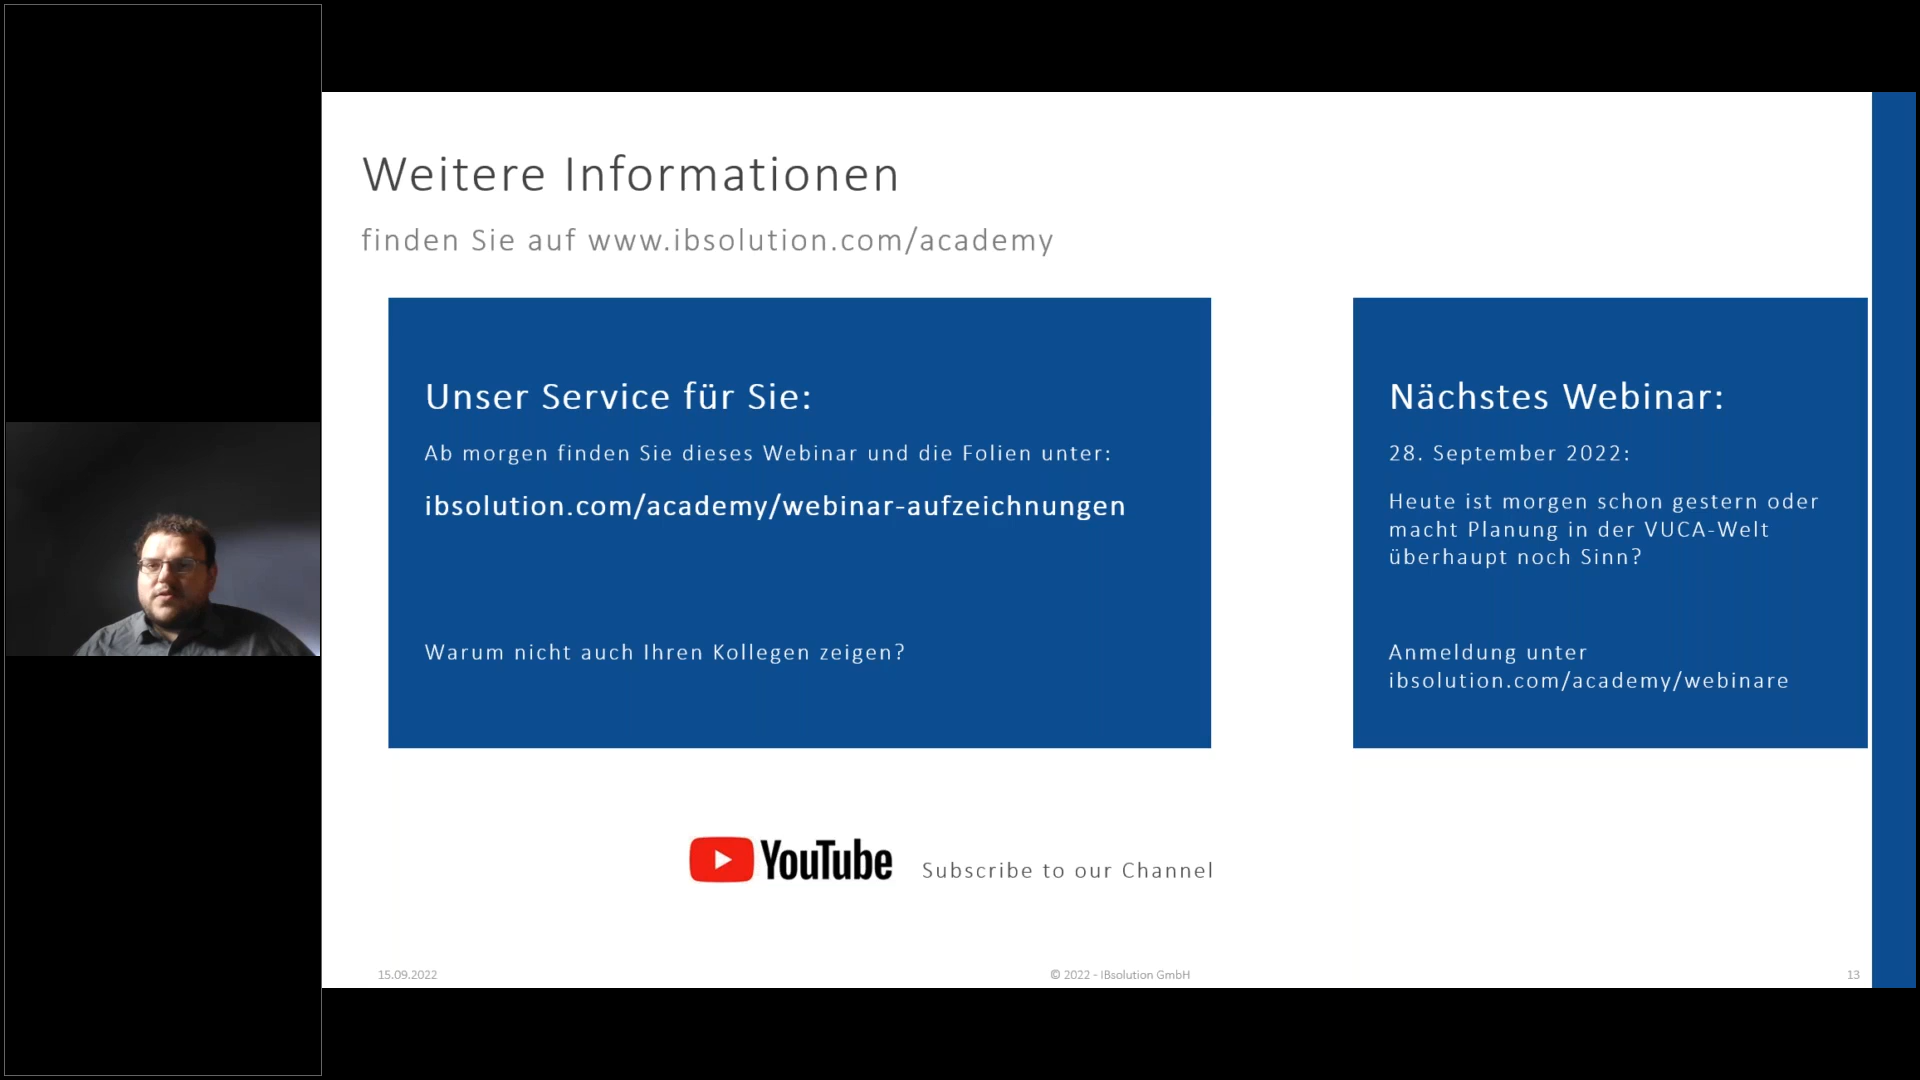 Weitere Informationen
finden Sie auf www.ibsolution.com/academy
Unser Service für Sie:
Ab morgen finden Sie dieses Webinar und die Folien unter:
ibsolution.com/academy/webinar-aufzeichnungen
Warum nicht auch Ihren Kollegen zeigen?
Nächstes Webinar:
28. September 2022:
Heute ist morgen schon gestern oder
macht Planung in der VUCA-Welt
überhaupt noch Sinn?
Anmeldung unter
ibsolution.com/academy/webinare
YouTube
Subscribe to our Channel
15.09.2022
© 2022 - IBsolution GmbH
13